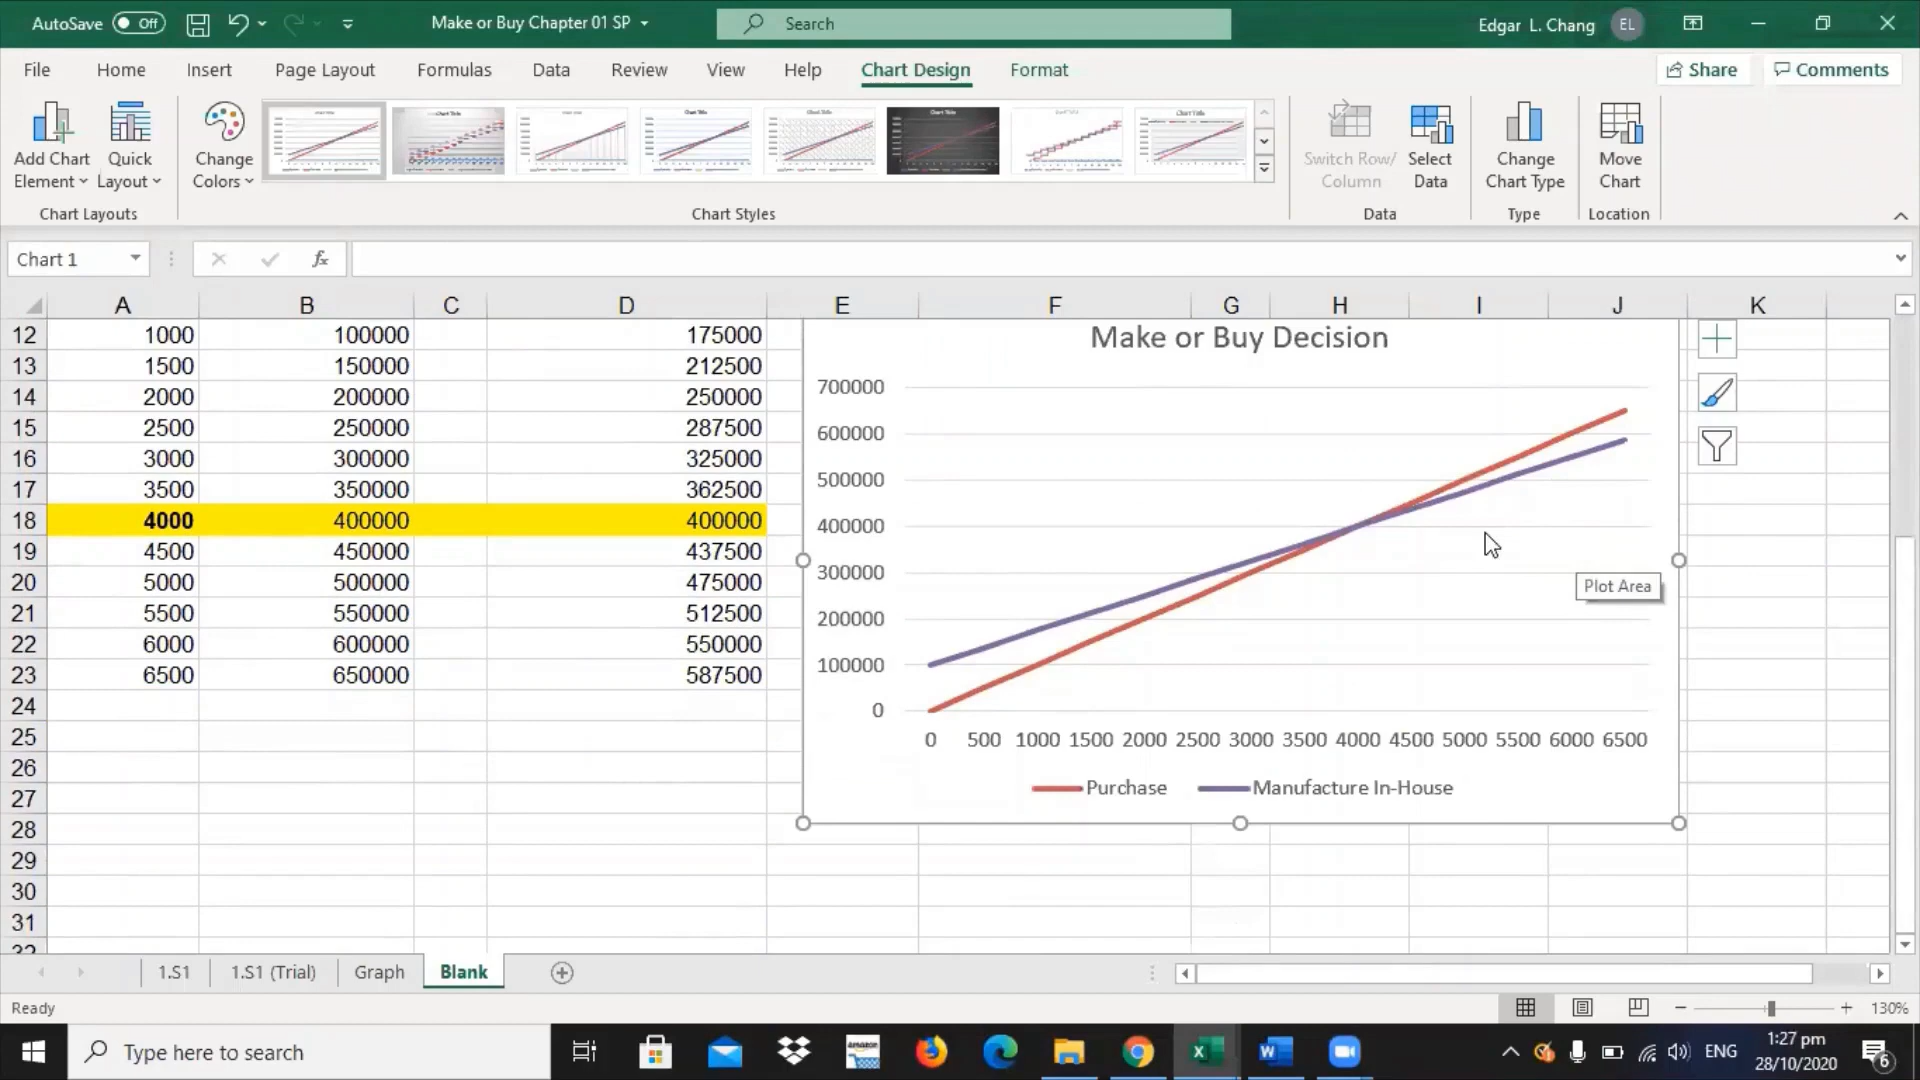 AutoSave Off Make or Buy Chapter 01 SP Search Edgar L. Chang EL
File Home Insert Page Layout Formulas Data Review View Help Chart Design Format Share Comments
Add Chart Element
Quick Layout
Change Colors
Switch Row/ Column
Select Data
Change Chart Type
Move Chart
Chart Layouts Chart Styles Data Type Location
Chart 1 fx
A B C D E F G H I J K
12 1000 100000 175000
13 1500 150000 212500
14 2000 200000 250000
15 2500 250000 287500
16 3000 300000 325000
17 3500 350000 362500
18 4000 400000 400000
19 4500 450000 437500
20 5000 500000 475000
21 5500 550000 512500
22 6000 600000 550000
23 6500 650000 587500
24
25
26
27
28
29
30
31
32
Make or Buy Decision
700000
600000
500000
400000
300000
200000
100000
0
0 500 1000 1500 2000 2500 3000 3500 4000 4500 5000 5500 6000 6500
Purchase Manufacture In-House
Plot Area
1.S1 1.S1 (Trial) Graph Blank
Ready 130%
Type here to search
amazon
ENG
1:27 pm
28/10/2020
6